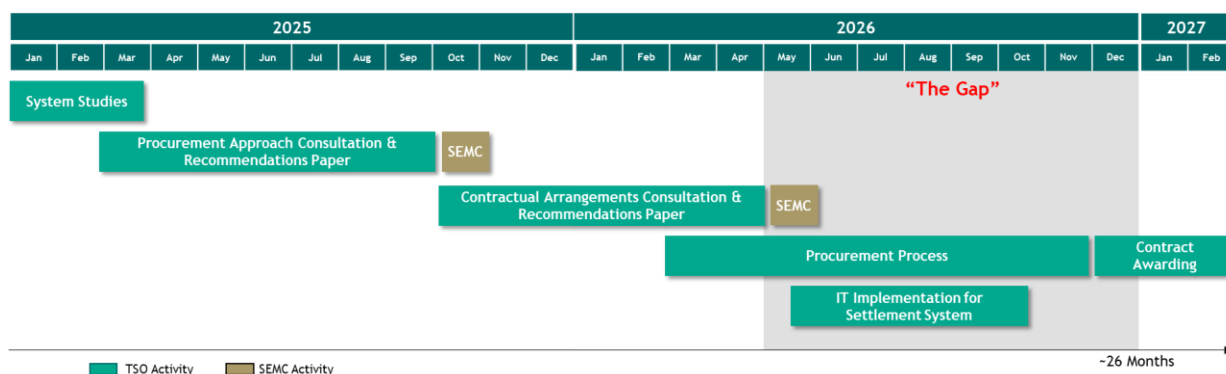 2025 2026 2027
Jan Feb Mar Apr May Jun Jul Aug Sep Oct Nov Dec Jan Feb Mar Apr May Jun Jul Aug Sep Oct Nov Dec Jan Feb
"The Gap"
System Studies
Procurement Approach Consultation &
Recommendations Paper
SEMC
Contractual Arrangements Consultation &
Recommendations Paper
SEMC
Procurement Process
Contract
Awarding
IT Implementation for
Settlement System
~26 Months
TSO Activity SEMC Activity